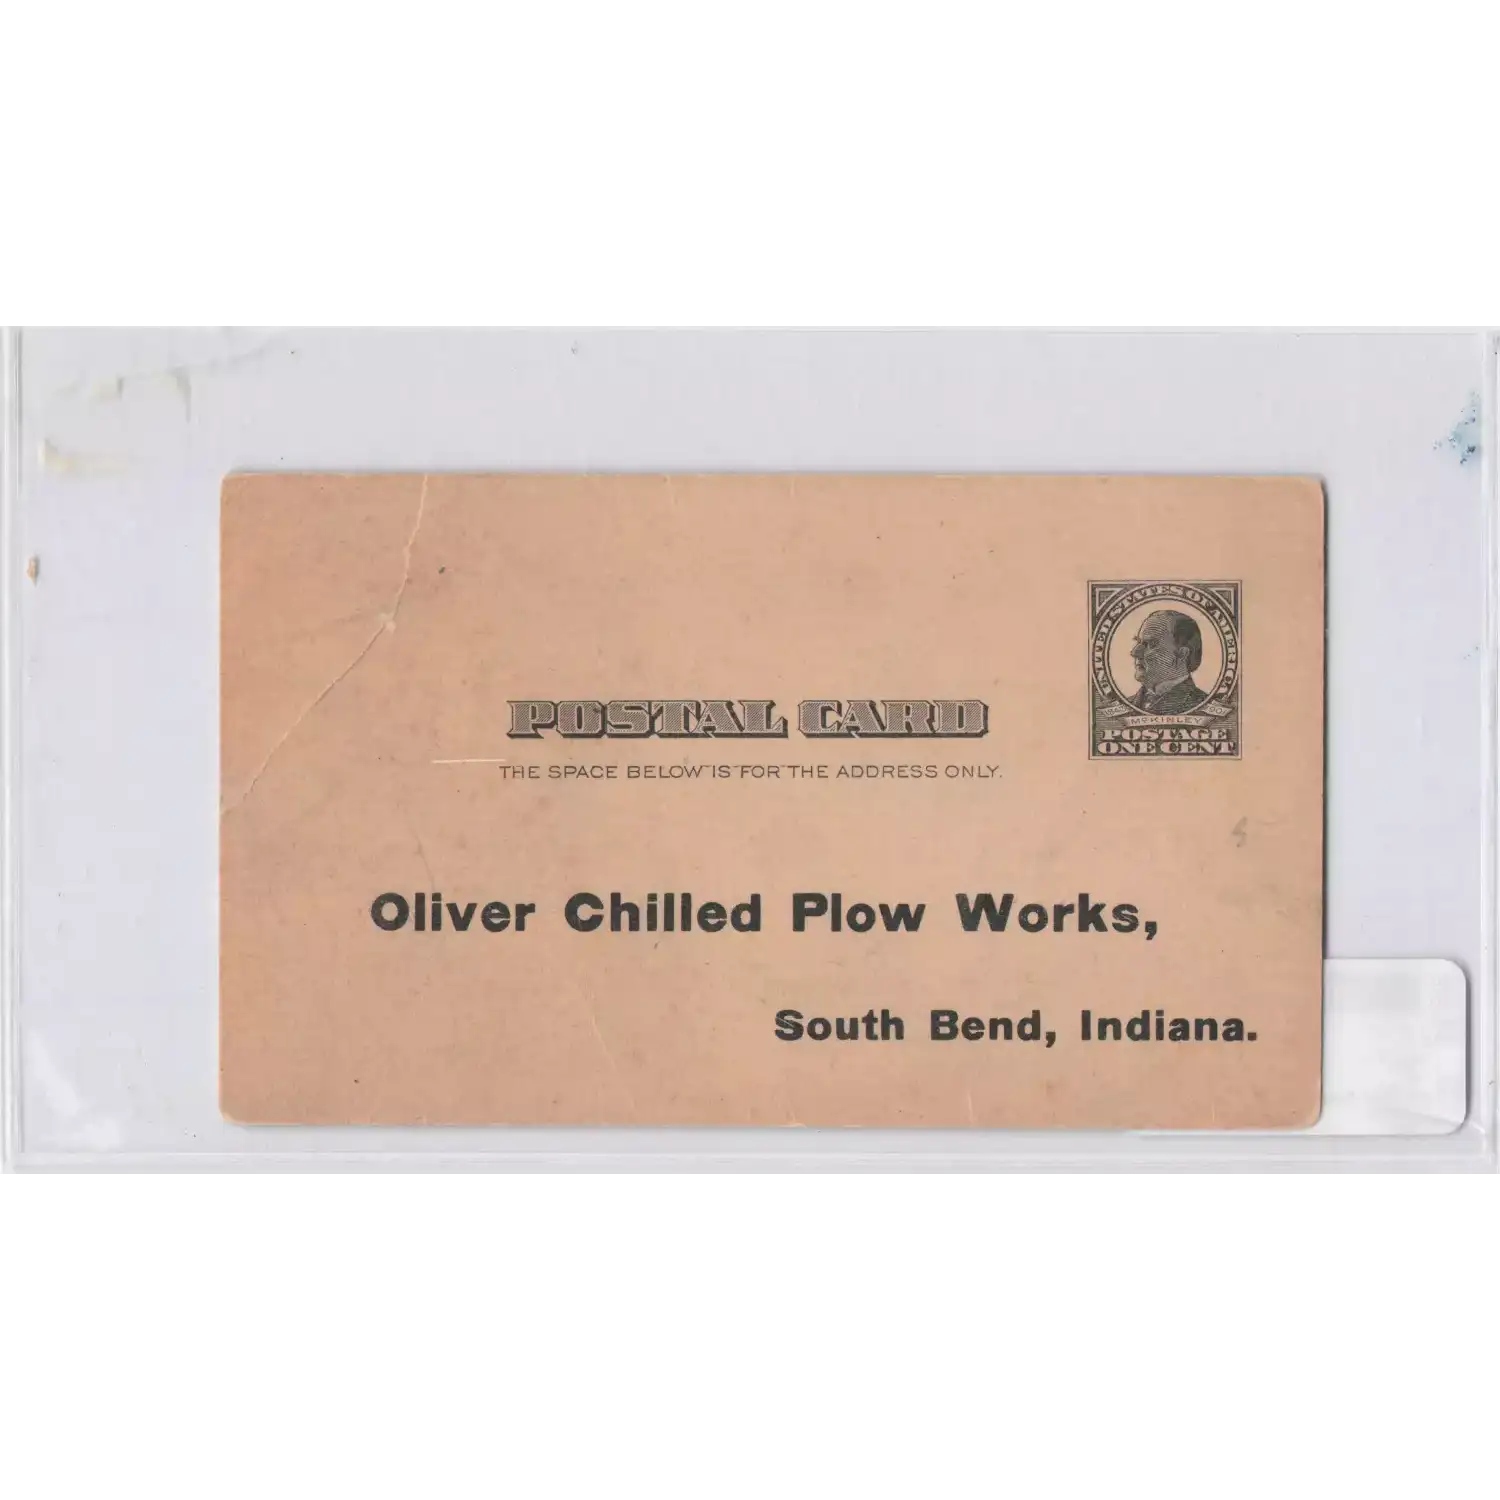 UNITED STATES OF AMERICA
McKINLEY
POSTAGE
ONE CENT
POSTAL CARD
THE SPACE BELOW IS FOR THE ADDRESS ONLY.
Oliver Chilled Plow Works,
South Bend, Indiana.